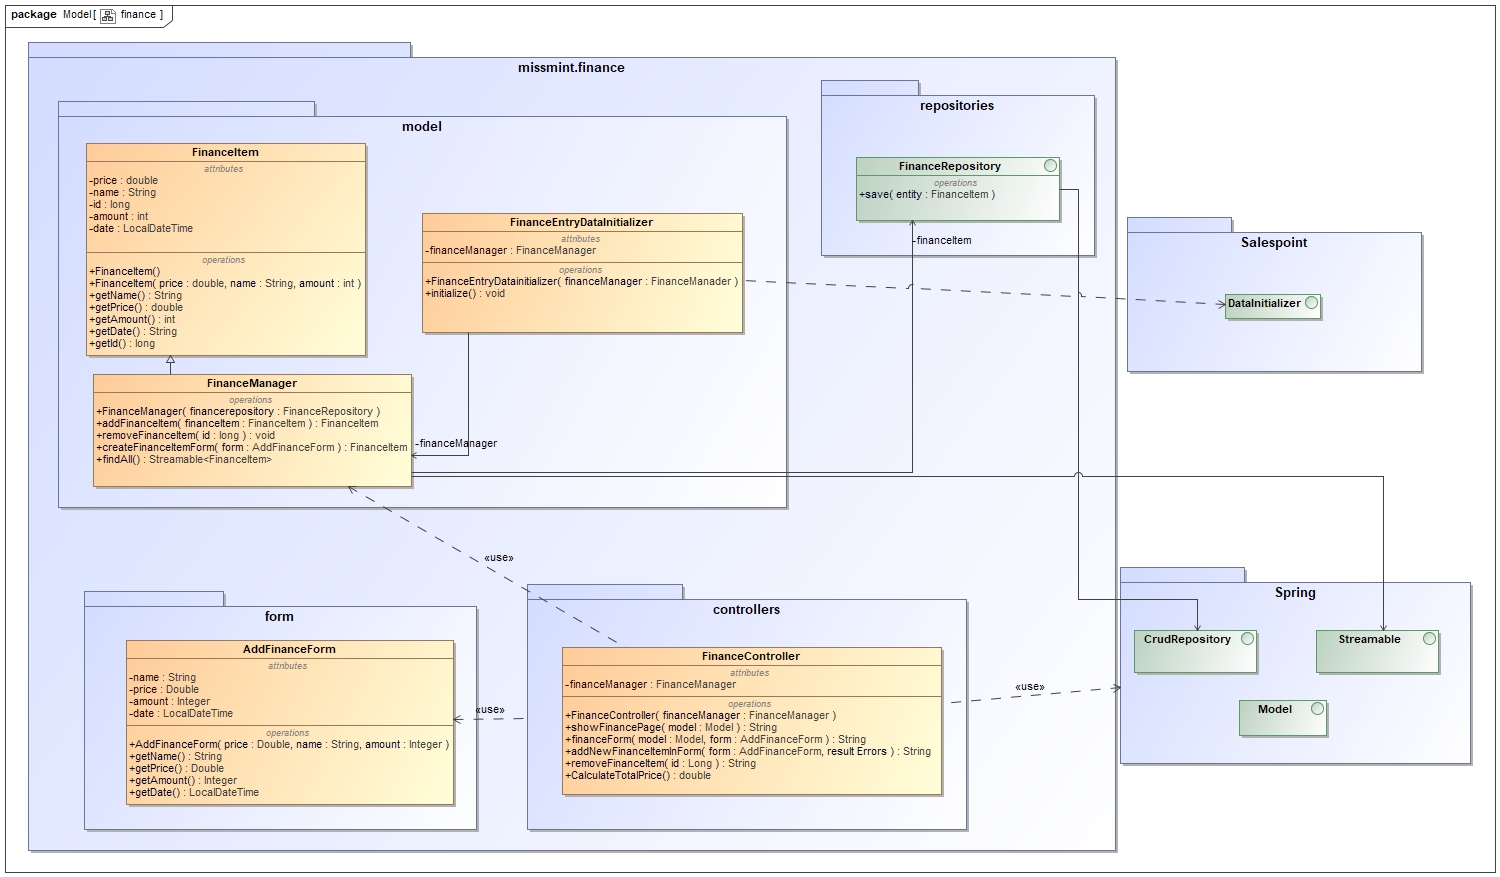 package Model[ finance ]
missmint.finance
model
FinanceItem
attributes
-price : double
-name : String
-id : long
-amount : int
-date : LocalDateTime
operations
+FinanceItem()
+FinanceItem( price : double, name : String, amount : int )
+getName() : String
+getPrice() : double
+getAmount() : int
+getDate() : String
+getId() : long
FinanceEntryDataInitializer
attributes
-financeManager : FinanceManager
operations
+FinanceEntryDatainitializer( financeManager : FinanceManader )
+initialize() : void
FinanceManager
operations
+FinanceManager( financerepository : FinanceRepository )
+addFinanceItem( financeItem : FinanceItem ) : FinanceItem
+removeFinanceItem( id : long ) : void
+createFinanceItemForm( form : AddFinanceForm ) : FinanceItem
+findAll() : Streamable<FinanceItem>
-financeManager
repositories
FinanceRepository
operations
+save( entity : FinanceItem )
-financeItem
Salespoint
DataInitializer
«use»
form
AddFinanceForm
attributes
-name : String
-price : Double
-amount : Integer
-date : LocalDateTime
operations
+AddFinanceForm( price : Double, name : String, amount : Integer )
+getName() : String
+getPrice() : Double
+getAmount() : Integer
+getDate() : LocalDateTime
«use»
controllers
FinanceController
attributes
-financeManager : FinanceManager
operations
+FinanceController( financeManager : FinanceManager )
+showFinancePage( model : Model ) : String
+financeForm( model : Model, form : AddFinanceForm ) : String
+addNewFinanceItemInForm( form : AddFinanceForm, result Errors ) : String
+removeFinanceItem( id : Long ) : String
+CalculateTotalPrice() : double
«use»
Spring
CrudRepository
Streamable
Model